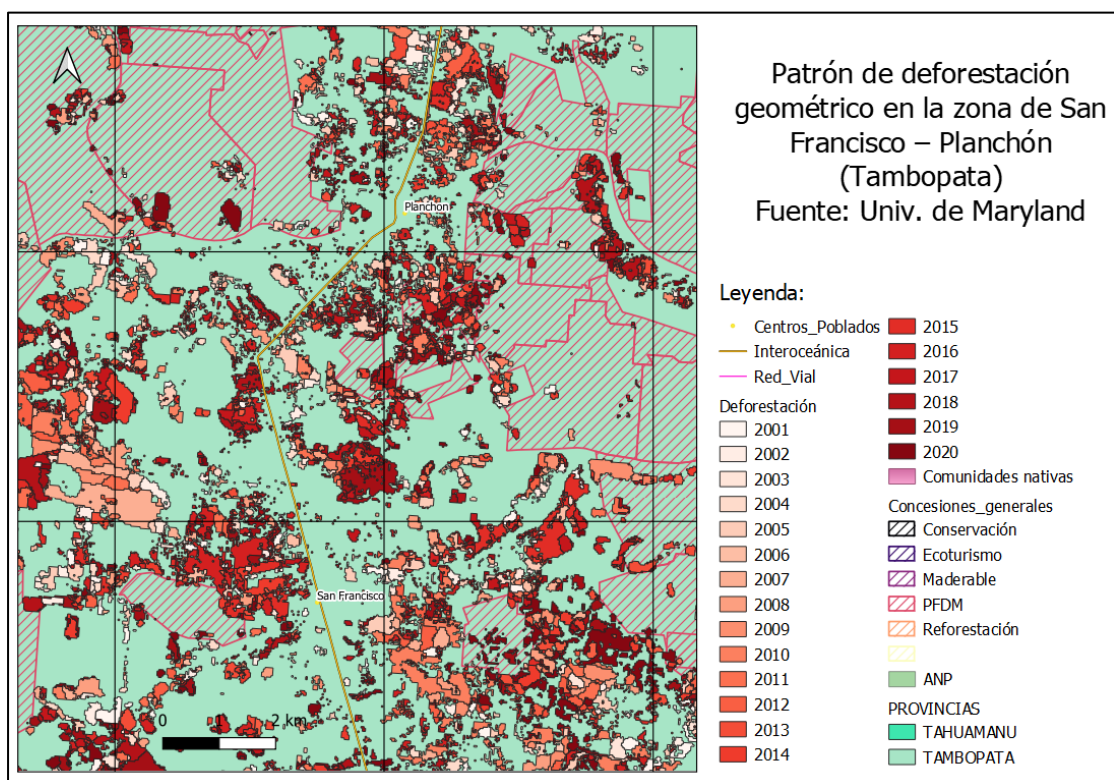 Patrón de deforestación
geométrico en la zona de San
Francisco – Planchón
(Tambopata)
Fuente: Univ. de Maryland
Planchon
San Francisco
0 1 2 km
Leyenda:
Centros_Poblados
Interoceánica
Red_Vial
Deforestación
2001
2002
2003
2004
2005
2006
2007
2008
2009
2010
2011
2012
2013
2014
2015
2016
2017
2018
2019
2020
Comunidades nativas
Concesiones_generales
Conservación
Ecoturismo
Maderable
PFDM
Reforestación
ANP
PROVINCIAS
TAHUAMANU
TAMBOPATA